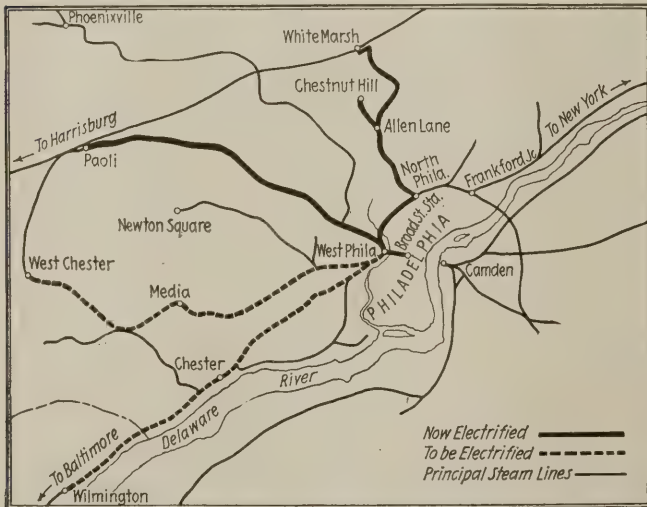 Phoenixville
White Marsh
Chestnut Hill
To New York
To Harrisburg
Allen Lane
Paoli
North
Phila.
Frankford Jc.
Newton Square
Broad St. Sta.
West Phila.
PHILADELPHIA
West Chester
Camden
Media
Chester
River
Delaware
To Baltimore
Wilmington
Now Electrified
To be Electrified
Principal Steam Lines